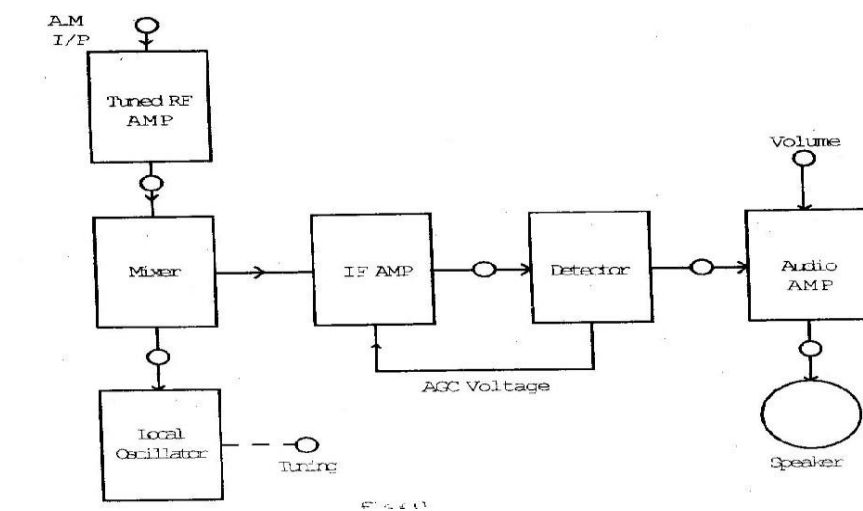 A.M
I/P
Tuned RF
AMP
Volume
Mixer
IF AMP
Detector
Audio
AMP
AGC Voltage
Local
Oscillator
Tuning
Speaker